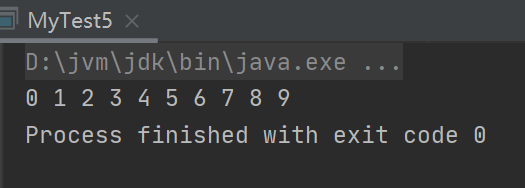 MyTest5 ×
D:\jvm\jdk\bin\java.exe ...
0 1 2 3 4 5 6 7 8 9
Process finished with exit code 0